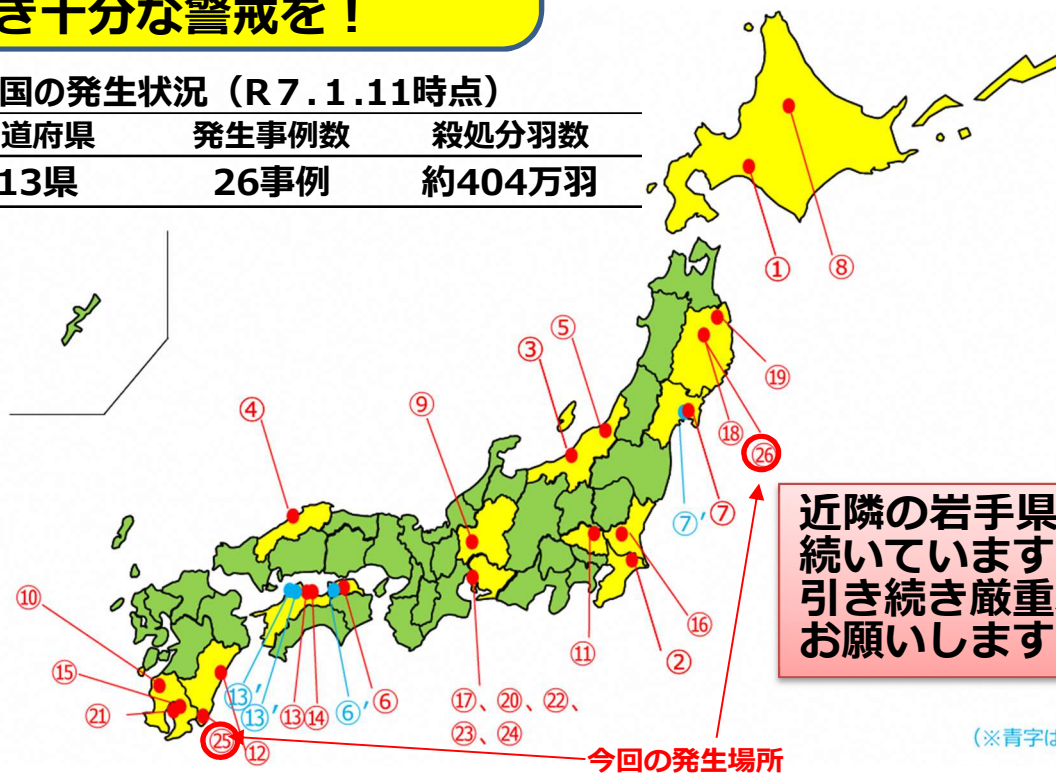 き十分な警戒を！
国の発生状況（R７.1.11時点）
道府県 発生事例数 殺処分羽数
13県 26事例 約404万羽
① ⑧
⑤
③
⑲
④ ⑨
⑱
㉖
⑦’ ⑦
近隣の岩手県
続いています
引き続き厳重
お願いします
⑩
⑯
⑪ ②
⑮
⑬’ ⑬’ ⑬ ⑭ ⑥’ ⑥
⑰、⑳、㉒、
㉓、㉔
㉑
㉕ ⑫
（※青字は
今回の発生場所